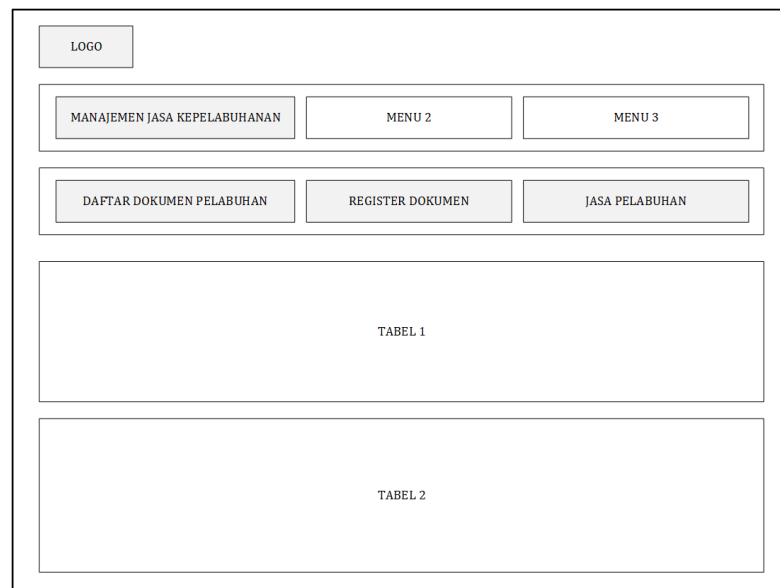 LOGO
MANAJEMEN JASA KEPELABUHANAN
MENU 2
MENU 3
DAFTAR DOKUMEN PELABUHAN
REGISTER DOKUMEN
JASA PELABUHAN
TABEL 1
TABEL 2